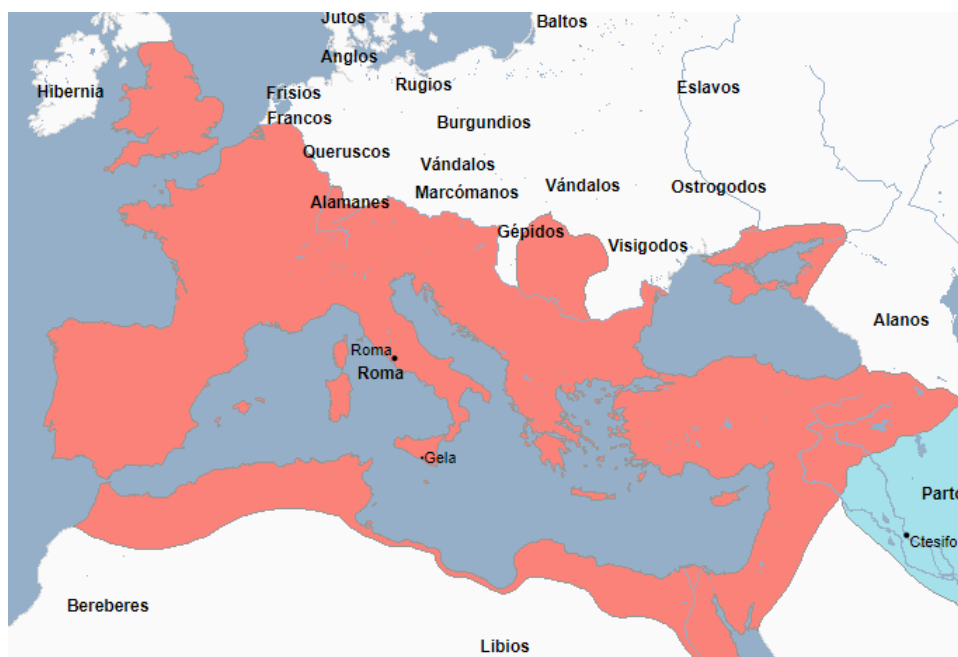 Jutos
Baltos
Anglos
Hibernia
Frisios
Rugios
Eslavos
Francos
Burgundios
Queruscos
Vándalos
Marcómanos
Vándalos
Ostrogodos
Alamanes
Gépidos
Visigodos
Alanos
Roma
Roma
Gela
Parto
Ctesifo
Bereberes
Libios